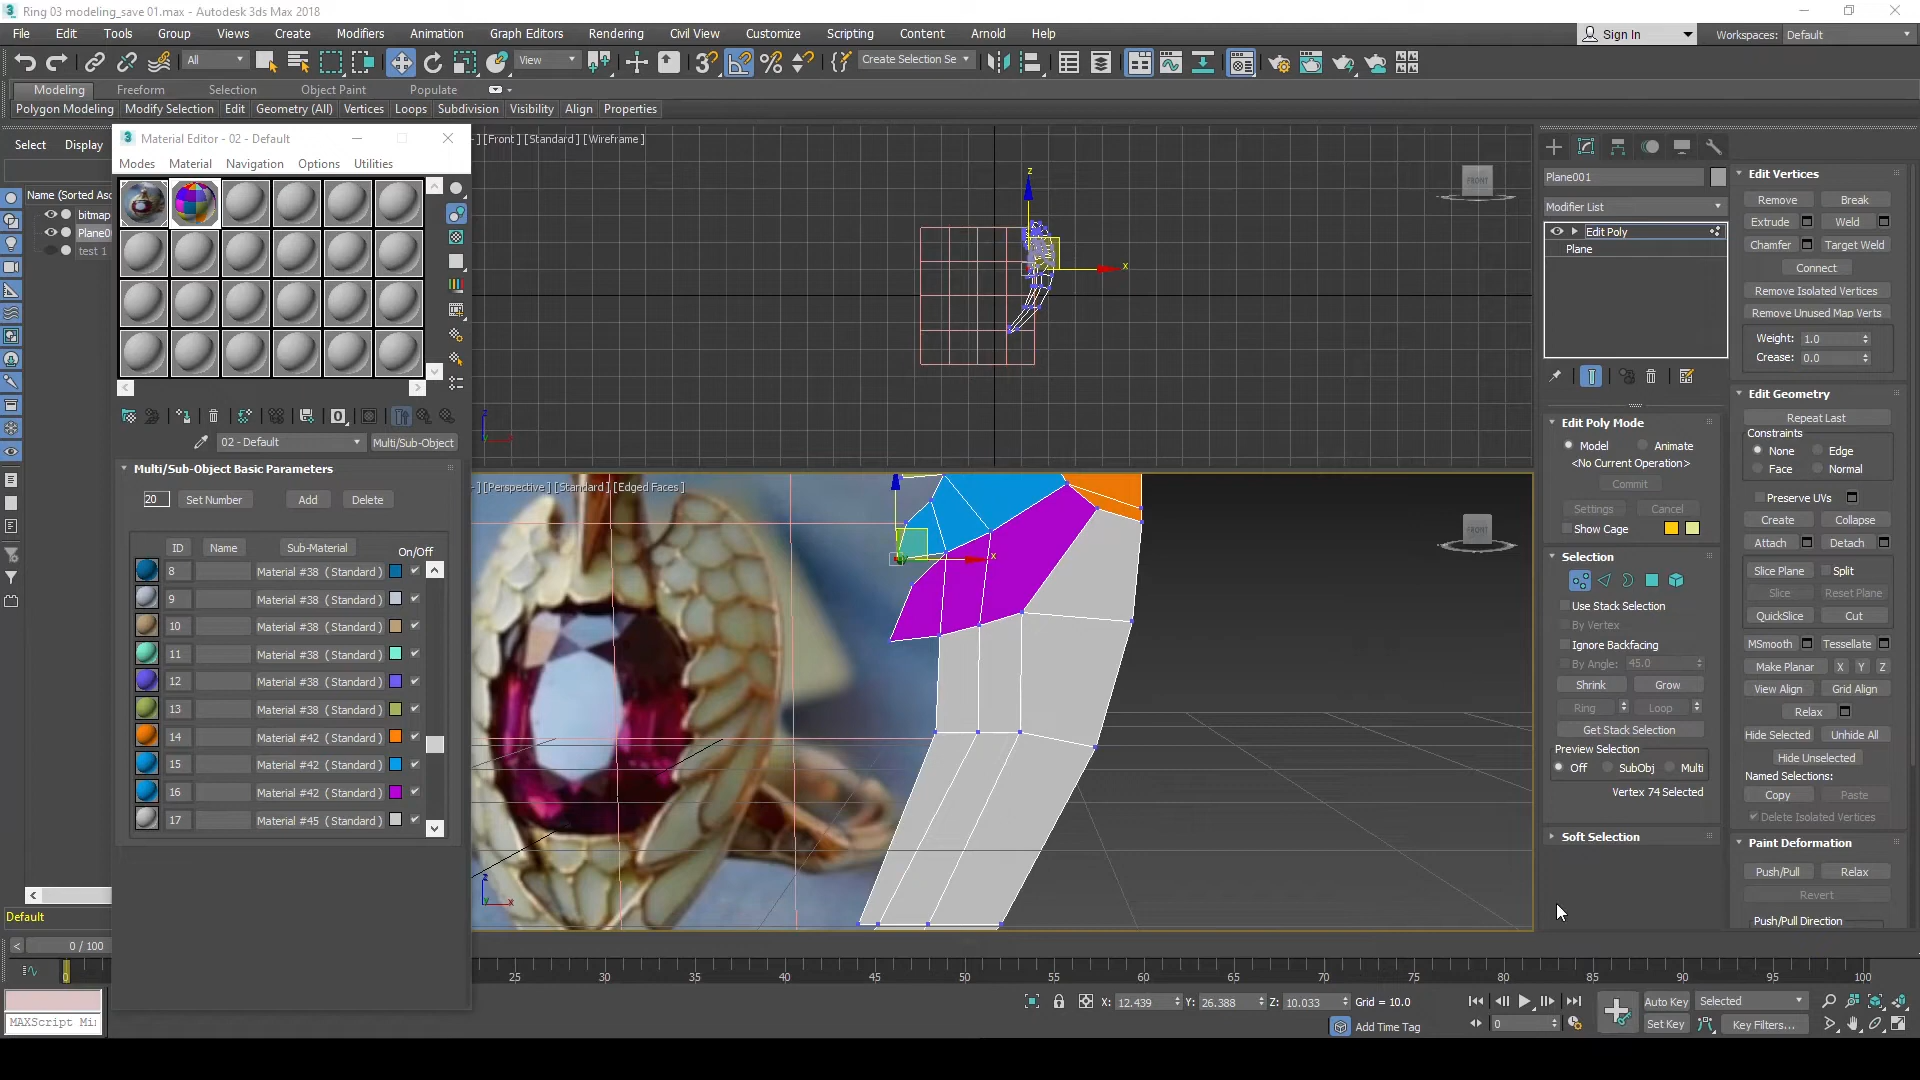 Ring 03 modeling_save 01.max - Autodesk 3ds Max 2018
File Edit Tools Group Views Create Modifiers Animation Graph Editors Rendering Civil View Customize Scripting Content Arnold Help
Sign In
Workspaces: Default
All View Create Selection Se
Modeling Freeform Selection Object Paint Populate
Polygon Modeling Modify Selection Edit Geometry (All) Vertices Loops Subdivision Visibility Align Properties
Select Display
Name (Sorted Asc
bitmap
Plane0
test 1
Material Editor - 02 - Default
Modes Material Navigation Options Utilities
02 - Default Multi/Sub-Object
Multi/Sub-Object Basic Parameters
20 Set Number Add Delete
ID Name Sub-Material On/Off
8 Material #38 ( Standard )
9 Material #38 ( Standard )
10 Material #38 ( Standard )
11 Material #38 ( Standard )
12 Material #38 ( Standard )
13 Material #38 ( Standard )
14 Material #42 ( Standard )
15 Material #42 ( Standard )
16 Material #42 ( Standard )
17 Material #45 ( Standard )
] [Front ] [Standard ] [Wireframe ]
z
x
FRONT
z
] [Perspective ] [Standard ] [Edged Faces ]
x
FRONT
z
y x
Plane001
Modifier List
Edit Poly
Plane
Edit Poly Mode
Model Animate
<No Current Operation>
Commit
Settings Cancel
Show Cage
Selection
Use Stack Selection
By Vertex
Ignore Backfacing
By Angle: 45.0
Shrink Grow
Ring Loop
Get Stack Selection
Preview Selection
Off SubObj Multi
Vertex 74 Selected
Soft Selection
Edit Vertices
Remove Break
Extrude Weld
Chamfer Target Weld
Connect
Remove Isolated Vertices
Remove Unused Map Verts
Weight: 1.0
Crease: 0.0
Edit Geometry
Repeat Last
Constraints
None Edge
Face Normal
Preserve UVs
Create Collapse
Attach Detach
Slice Plane Split
Slice Reset Plane
QuickSlice Cut
MSmooth Tessellate
Make Planar X Y Z
View Align Grid Align
Relax
Hide Selected Unhide All
Hide Unselected
Named Selections:
Copy Paste
Delete Isolated Vertices
Paint Deformation
Push/Pull Relax
Revert
Push/Pull Direction
Default
< 0 / 100
0 25 30 35 40 45 50 55 60 65 70 75 80 85 90 95 100
MAXScript Mi
X: 12.439 Y: 26.388 Z: 10.033 Grid = 10.0
Add Time Tag
0
Auto Key Selected
Set Key Key Filters...